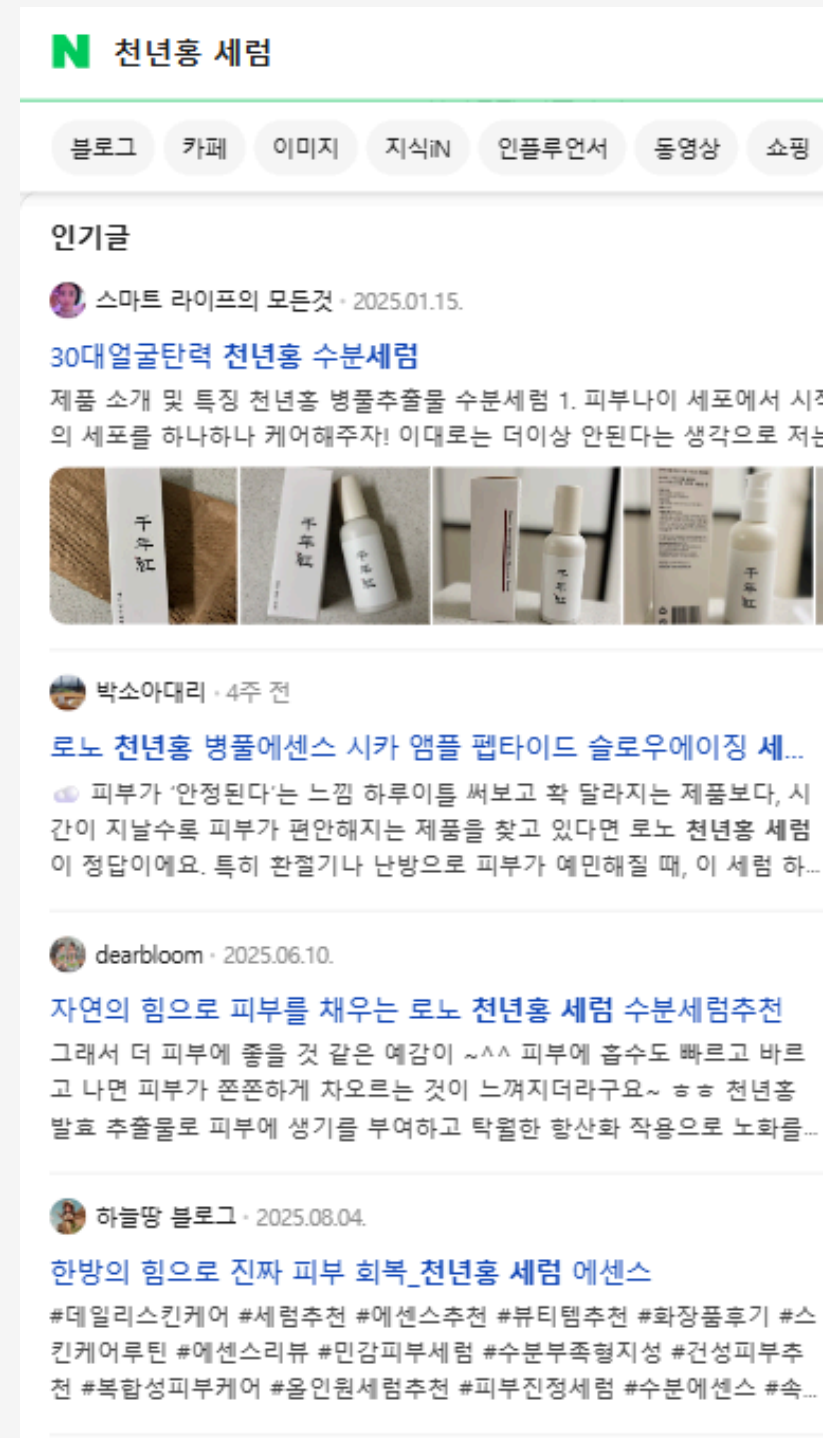 N 천년홍 세럼
블로그 카페 이미지 지식iN 인플루언서 동영상 쇼핑
인기글
스마트 라이프의 모든것 · 2025.01.15.
30대얼굴탄력 천년홍 수분세럼
제품 소개 및 특징 천년홍 병풀추출물 수분세럼 1. 피부나이 세포에서 시작
의 세포를 하나하나 케어해주자! 이대로는 더이상 안된다는 생각으로 저는
千年紅
千年紅
千年紅
千年紅
千年紅
박소아대리 · 4주 전
로노 천년홍 병풀에센스 시카 앰플 펩타이드 슬로우에이징 세...
피부가 '안정된다'는 느낌 하루이틀 써보고 확 달라지는 제품보다, 시
간이 지날수록 피부가 편안해지는 제품을 찾고 있다면 로노 천년홍 세럼
이 정답이에요. 특히 환절기나 난방으로 피부가 예민해질 때, 이 세럼 하...
dearbloom · 2025.06.10.
자연의 힘으로 피부를 채우는 로노 천년홍 세럼 수분세럼추천
그래서 더 피부에 좋을 것 같은 예감이 ~^^ 피부에 흡수도 빠르고 바르
고 나면 피부가 쫀쫀하게 차오르는 것이 느껴지더라구요~ ㅎㅎ 천년홍
발효 추출물로 피부에 생기를 부여하고 탁월한 항산화 작용으로 노화를...
하늘땅 블로그 · 2025.08.04.
한방의 힘으로 진짜 피부 회복_천년홍 세럼 에센스
#데일리스킨케어 #세럼추천 #에센스추천 #뷰티템추천 #화장품후기 #스
킨케어루틴 #에센스리뷰 #민감피부세럼 #수분부족형지성 #건성피부추
천 #복합성피부케어 #올인원세럼추천 #피부진정세럼 #수분에센스 #속...